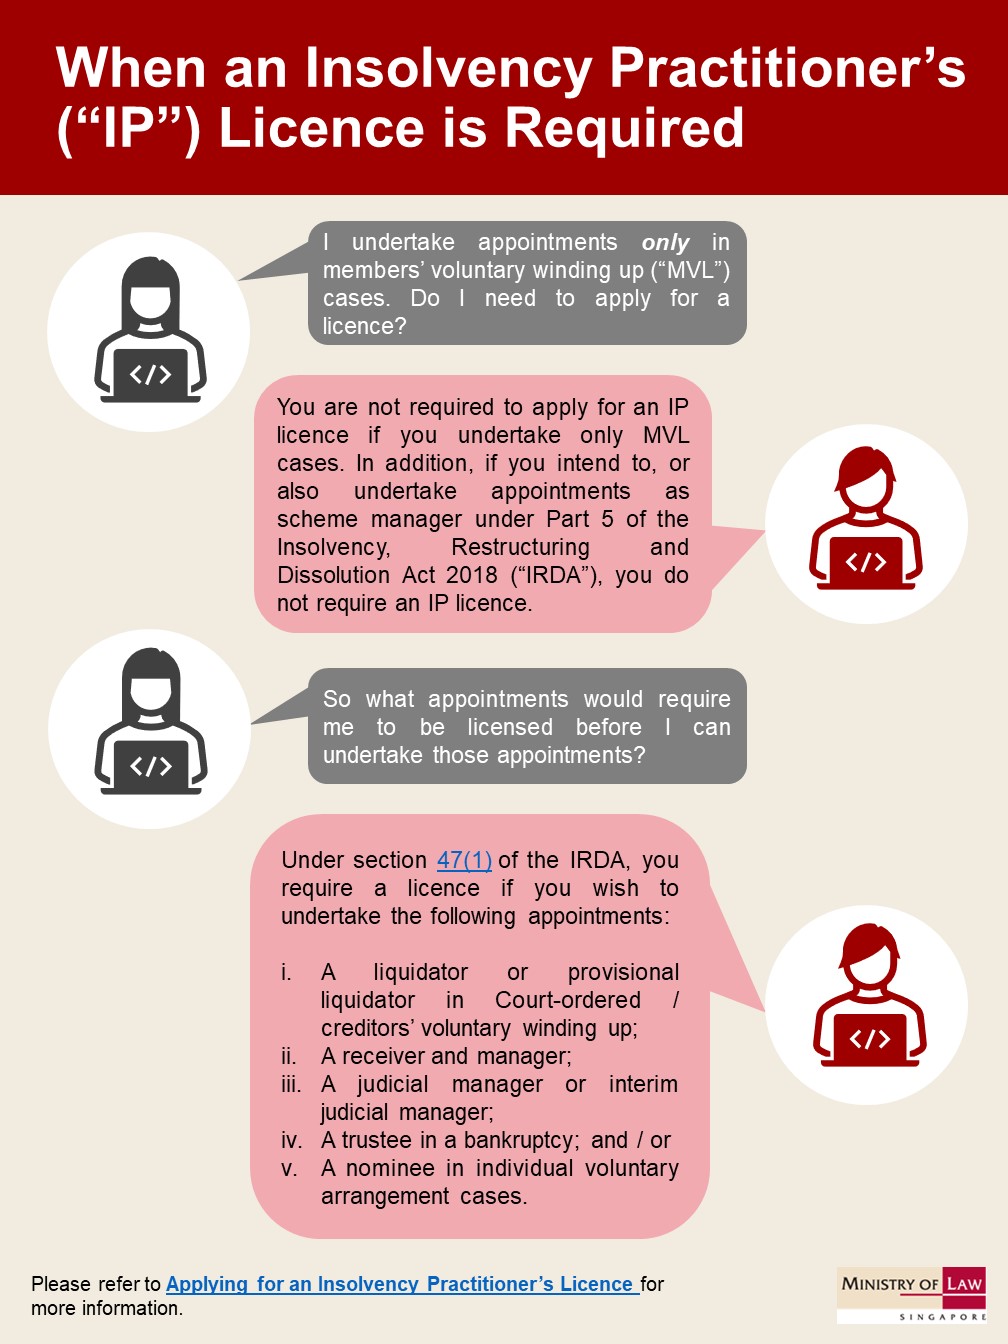 When an Insolvency Practitioner’s
(“IP”) Licence is Required
I undertake appointments only in
members’ voluntary winding up (“MVL”)
cases. Do I need to apply for a
licence?
</>
You are not required to apply for an IP
licence if you undertake only MVL
cases. In addition, if you intend to, or
also undertake appointments as
scheme manager under Part 5 of the
Insolvency, Restructuring and
Dissolution Act 2018 (“IRDA”), you do
not require an IP licence.
</>
So what appointments would require
me to be licensed before I can
undertake those appointments?
</>
Under section 47(1) of the IRDA, you
require a licence if you wish to
undertake the following appointments:
i. A liquidator or provisional
liquidator in Court-ordered /
creditors’ voluntary winding up;
ii. A receiver and manager;
iii. A judicial manager or interim
judicial manager;
iv. A trustee in a bankruptcy; and / or
v. A nominee in individual voluntary
arrangement cases.
</>
Please refer to Applying for an Insolvency Practitioner’s Licence for
more information.
MINISTRY OF LAW
SINGAPORE